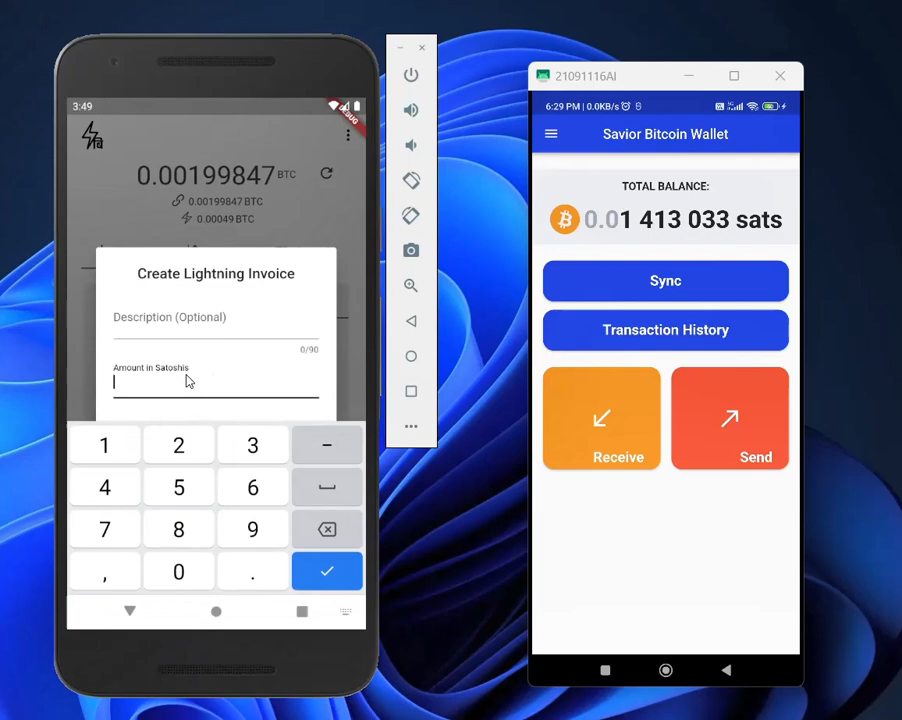 3:49
DEBUG
0.00199847 BTC
0.00199847 BTC
0.00049 BTC
Create Lightning Invoice
Description (Optional)
0/90
Amount in Satoshis
1 2 3 -
4 5 6
7 8 9
, 0 .
21091116AI
6:29 PM | 0.0KB/s
Savior Bitcoin Wallet
TOTAL BALANCE:
0.01 413 033 sats
Sync
Transaction History
Receive
Send